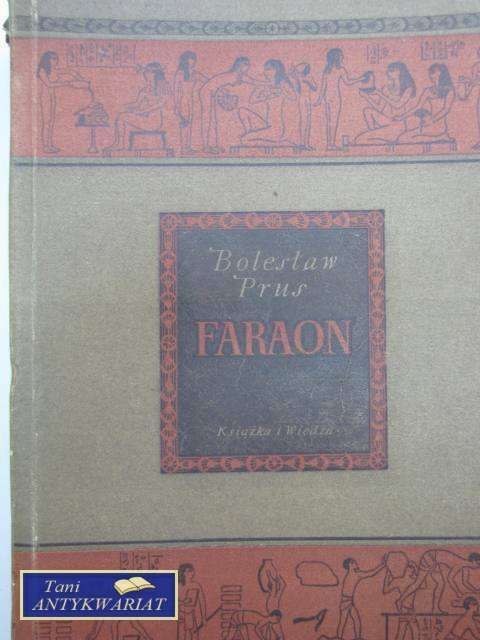 Bolesław
Prus
FARAON
Książka i Wiedza
Tani
ANTYKWARIAT